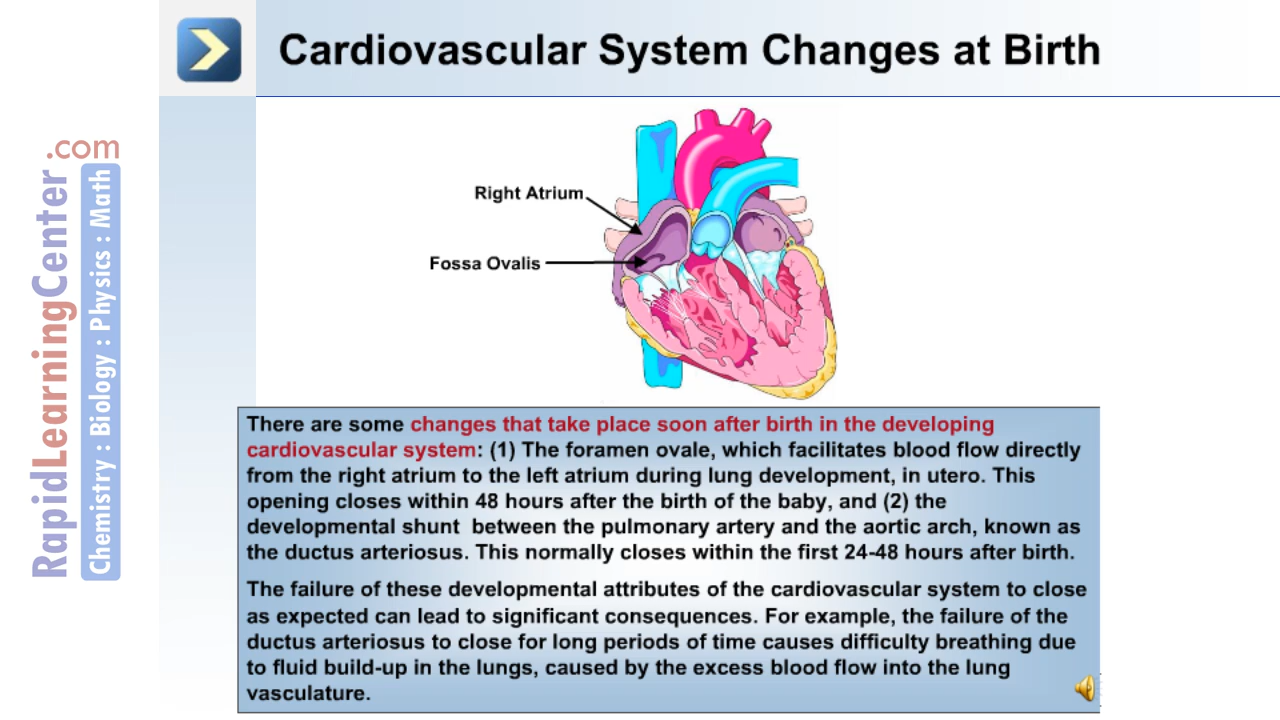 Cardiovascular System Changes at Birth
RapidLearningCenter.com
Chemistry : Biology : Physics : Math
Right Atrium
Fossa Ovalis
There are some changes that take place soon after birth in the developing
cardiovascular system: (1) The foramen ovale, which facilitates blood flow directly
from the right atrium to the left atrium during lung development, in utero. This
opening closes within 48 hours after the birth of the baby, and (2) the
developmental shunt between the pulmonary artery and the aortic arch, known as
the ductus arteriosus. This normally closes within the first 24-48 hours after birth.
The failure of these developmental attributes of the cardiovascular system to close
as expected can lead to significant consequences. For example, the failure of the
ductus arteriosus to close for long periods of time causes difficulty breathing due
to fluid build-up in the lungs, caused by the excess blood flow into the lung
vasculature.